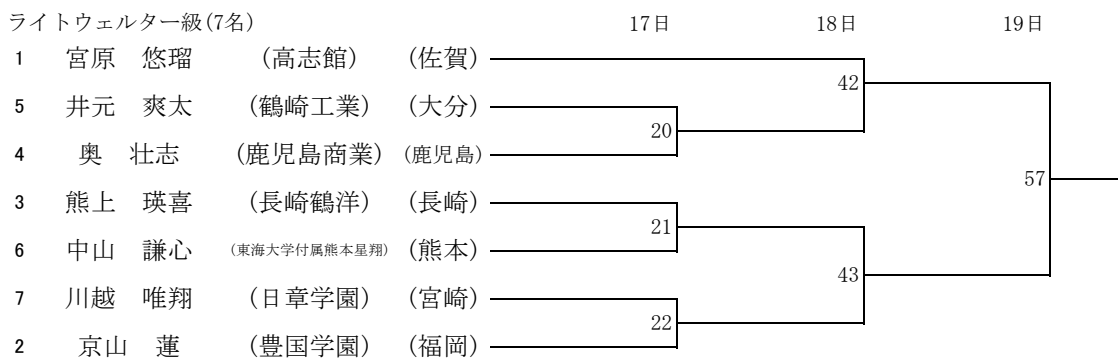 ライトウェルター級(7名) 17日 18日 19日
1 宮原 悠瑠 (高志館) (佐賀)
42
5 井元 爽太 (鶴崎工業) (大分)
20
4 奥 壮志 (鹿児島商業) (鹿児島)
57
3 熊上 瑛喜 (長崎鶴洋) (長崎)
21
6 中山 謙心 (東海大学付属熊本星翔) (熊本)
43
7 川越 唯翔 (日章学園) (宮崎)
22
2 京山 蓮 (豊国学園) (福岡)